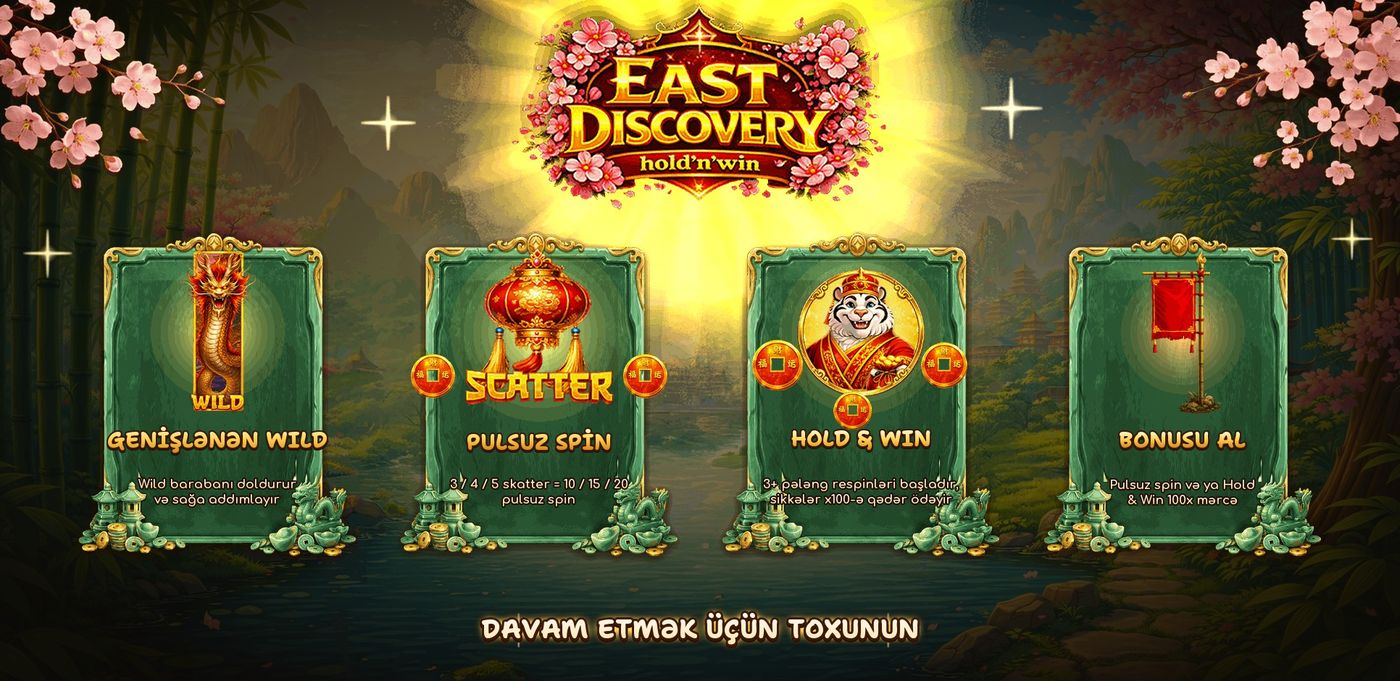 EAST
DISCOVERY
hold'n'win
WILD
GENİŞLƏNƏN WILD
Wild barabanı doldurur
və sağa addımlayır
SCATTER
PULSUZ SPİN
3 / 4 / 5 skatter = 10 / 15 / 20
pulsuz spin
HOLD & WIN
3+ pələng respinləri başladır,
sikkələr x100-ə qədər ödəyir
BONUSU AL
Pulsuz spin və ya Hold
& Win 100x mərcə
DAVAM ETMƏK ÜÇÜN TOXUNUN